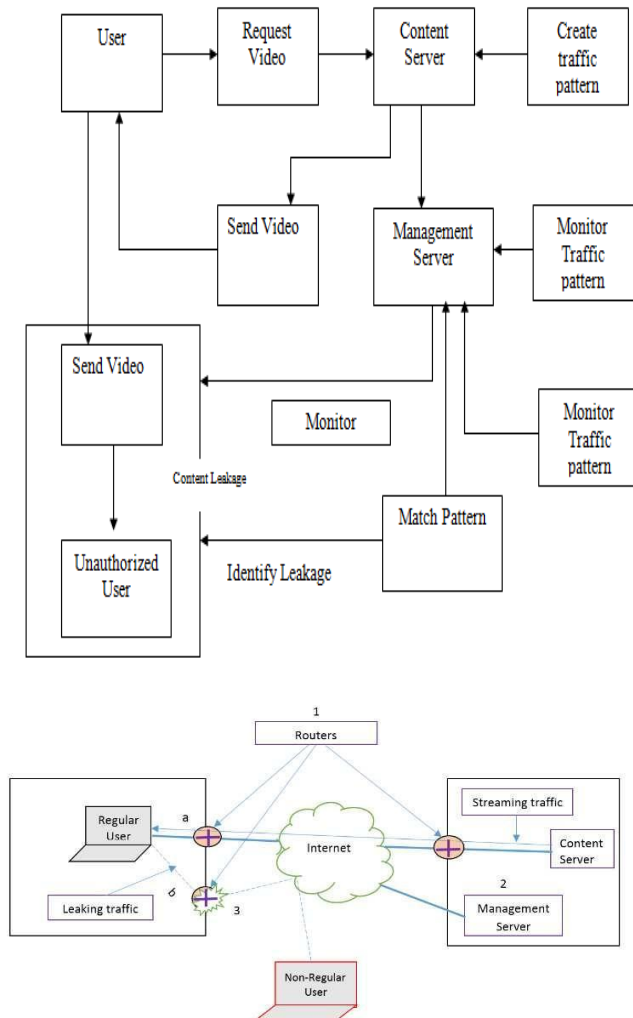 User
Request
Video
Content
Server
Create
traffic
pattern
Send Video
Management
Server
Monitor
Traffic
pattern
Send Video
Monitor
Monitor
Traffic
pattern
Content Leakage
Match Pattern
Unauthorized
User
Identify Leakage
1
Routers
Streaming traffic
Regular
User
a
Internet
Content
Server
b
2
Leaking traffic
3
Management
Server
Non-Regular
User